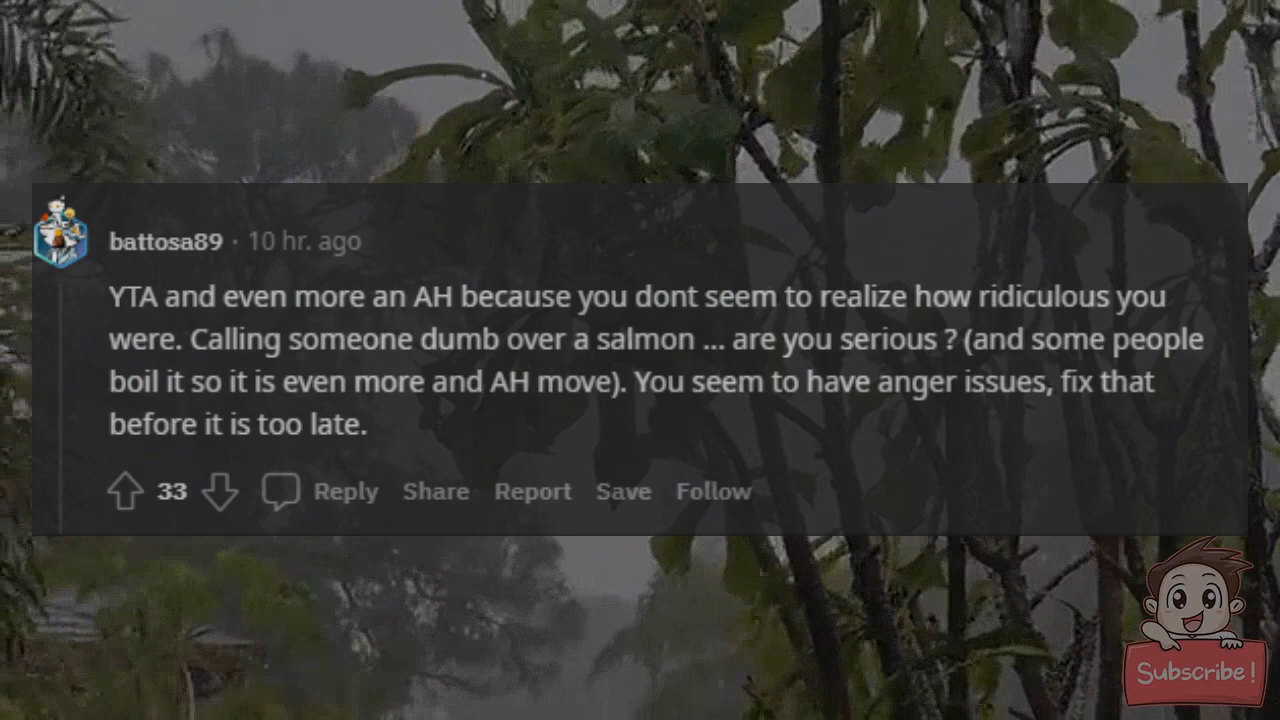 battosa89 · 10 hr. ago
YTA and even more an AH because you dont seem to realize how ridiculous you
were. Calling someone dumb over a salmon ... are you serious ? (and some people
boil it so it is even more and AH move). You seem to have anger issues, fix that
before it is too late.
33 Reply Share Report Save Follow
Subscribe!